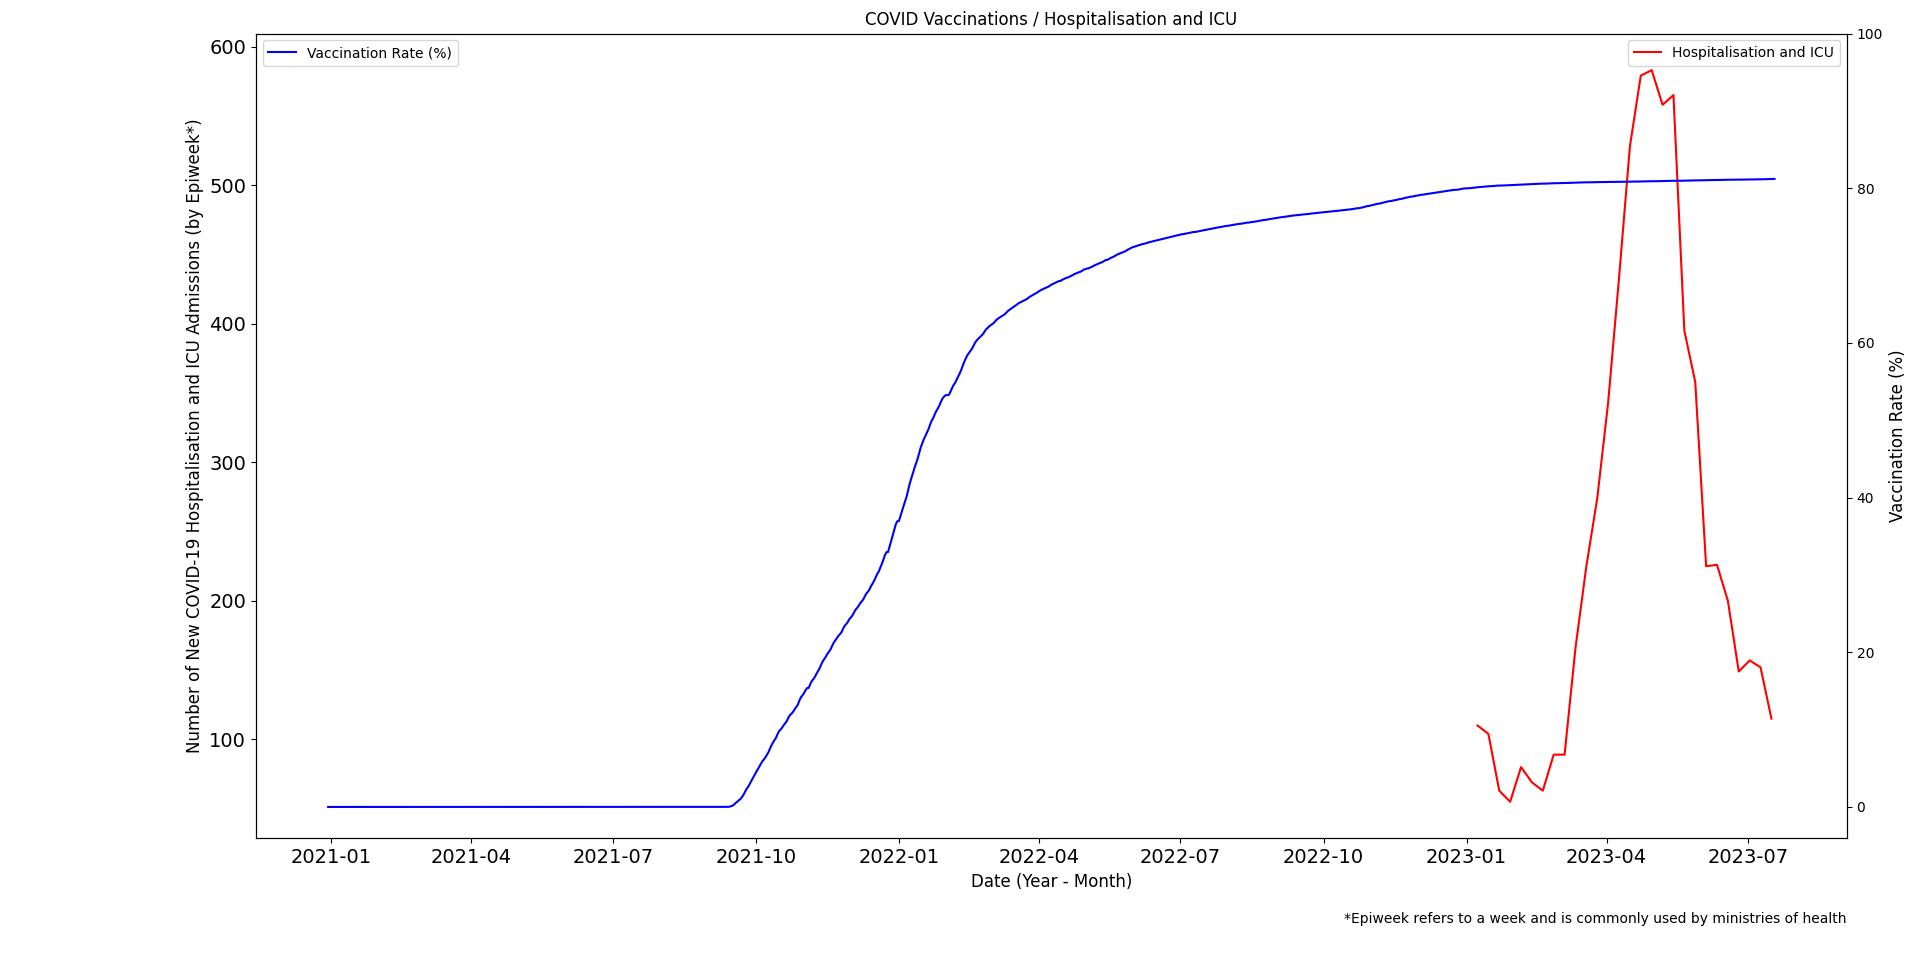 COVID Vaccinations / Hospitalisation and ICU
Vaccination Rate (%)
Hospitalisation and ICU
Number of New COVID-19 Hospitalisation and ICU Admissions (by Epiweek*)
600
500
400
300
200
100
100
80
60
40
20
0
Vaccination Rate (%)
2021-01 2021-04 2021-07 2021-10 2022-01 2022-04 2022-07 2022-10 2023-01 2023-04 2023-07
Date (Year - Month)
*Epiweek refers to a week and is commonly used by ministries of health